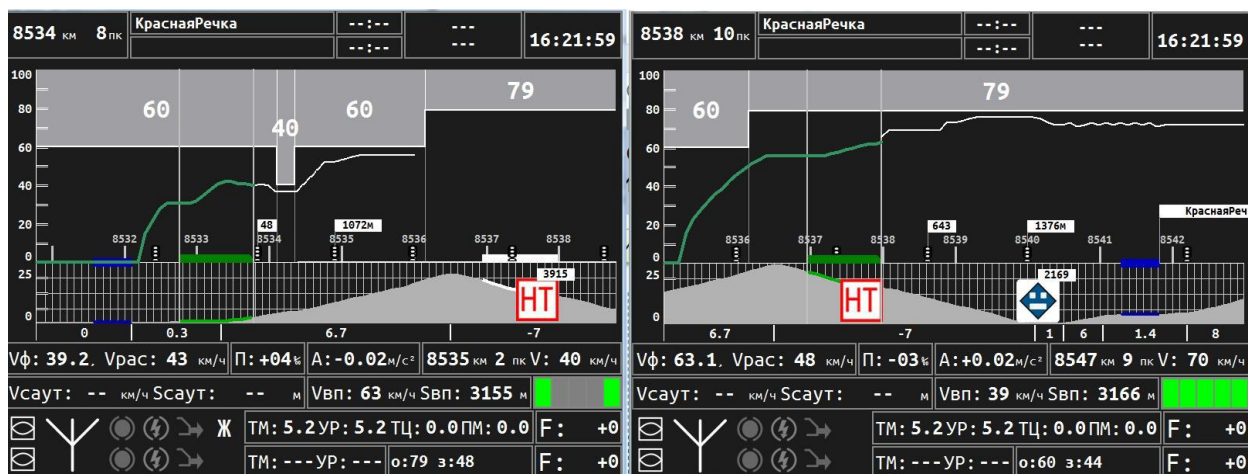 8534 км 8 пк
КраснаяРечка
--:--
--:--
---
---
16:21:59
100
80
60
40
20
0
60
40
60
79
48
1072м
8532
8533
8534
8535
8536
8537
8538
3915
25
0
НТ
0
0.3
6.7
-7
Vф: 39.2, Vрас: 43 км/ч
П: +04‰
А: -0.02м/с²
8535 км 2 пк V: 40 км/ч
Vсаут: -- км/ч Sсаут: -- м
Vвп: 63 км/ч Sвп: 3155 м
Ж
ТМ: 5.2 УР: 5.2 ТЦ: 0.0 ПМ: 0.0
F: +0
ТМ: --- УР: ---
о:79 з:48
F: +0
8538 км 10 пк
КраснаяРечка
--:--
--:--
---
---
16:21:59
100
80
60
40
20
0
60
79
643
1376м
КраснаяРеч
8536
8537
8538
8539
8540
8541
8542
2169
25
0
НТ
6.7
-7
1
6
1.4
8
Vф: 63.1, Vрас: 48 км/ч
П: -03‰
А: +0.02м/с²
8547 км 9 пк V: 70 км/ч
Vсаут: -- км/ч Sсаут: -- м
Vвп: 39 км/ч Sвп: 3166 м
ТМ: 5.2 УР: 5.2 ТЦ: 0.0 ПМ: 0.0
F: +0
ТМ: --- УР: ---
о:60 з:44
F: +0